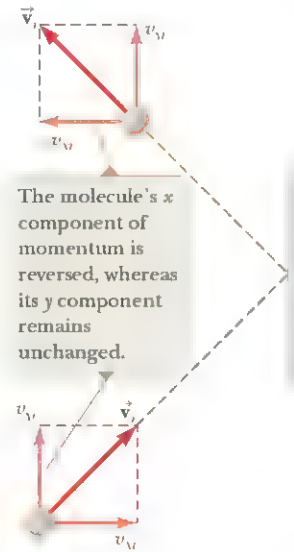 The molecule's x
component of
momentum is
reversed, whereas
its y component
remains
unchanged.